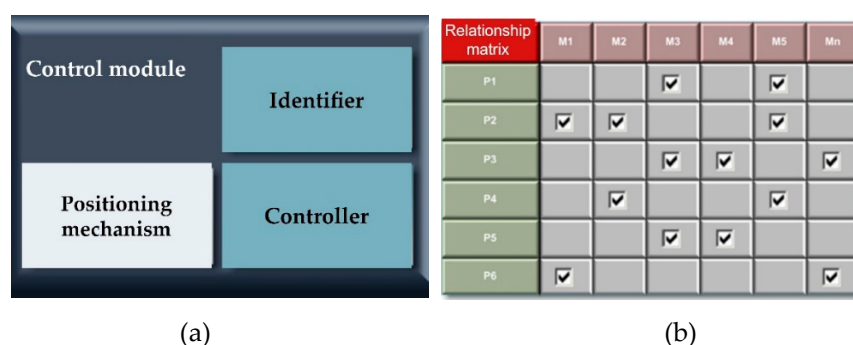 Control module
Identifier
Positioning
mechanism
Controller
(a)
Relationship
matrix
M1 M2 M3 M4 M5 Mn
P1
P2
P3
P4
P5
P6
(b)